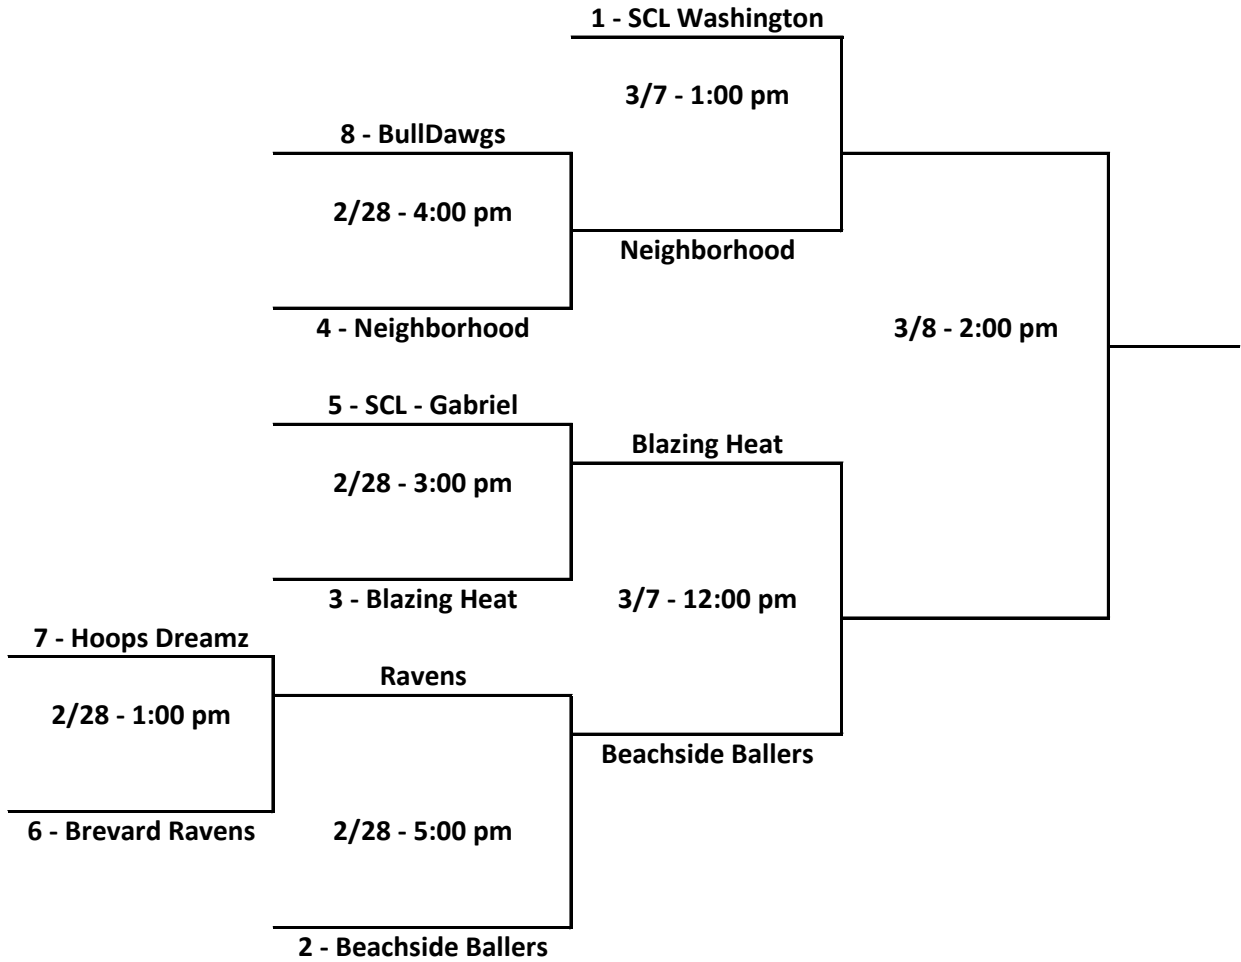 1 - SCL Washington
3/7 - 1:00 pm
8 - BullDawgs
2/28 - 4:00 pm
Neighborhood
4 - Neighborhood
3/8 - 2:00 pm
5 - SCL - Gabriel
Blazing Heat
2/28 - 3:00 pm
3 - Blazing Heat
3/7 - 12:00 pm
7 - Hoops Dreamz
Ravens
2/28 - 1:00 pm
Beachside Ballers
6 - Brevard Ravens
2/28 - 5:00 pm
2 - Beachside Ballers